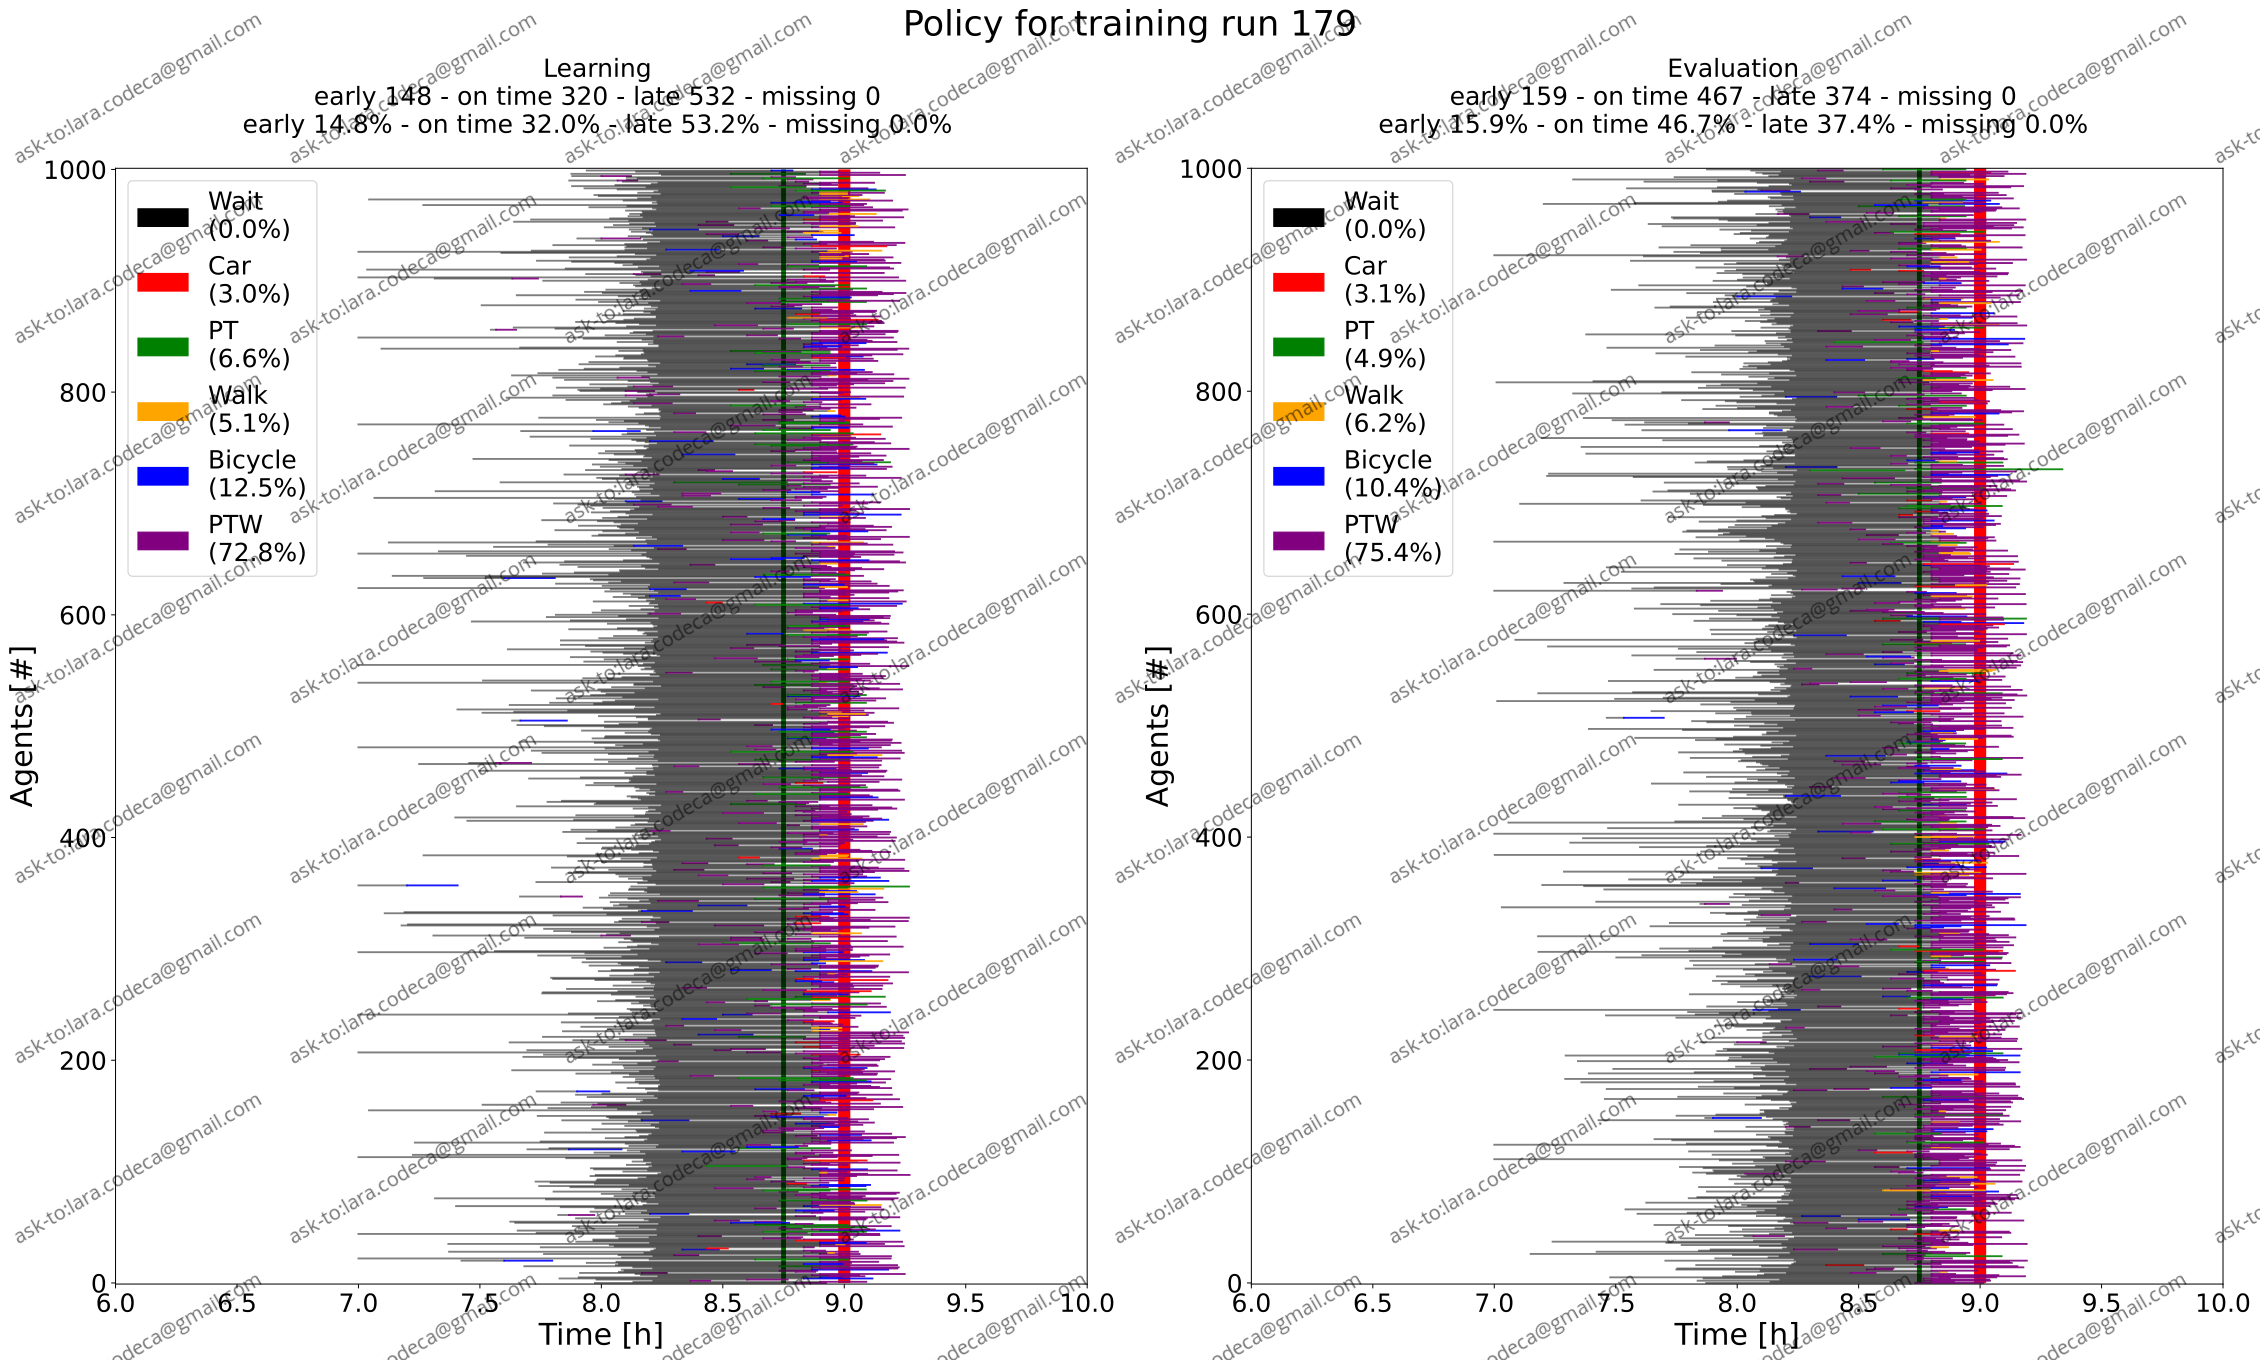 Policy for training run 179
Learning
early 148 - on time 320 - late 532 - missing 0
early 14.8% - on time 32.0% - late 53.2% - missing 0.0%
1000
800
600
400
200
0
Agents [#]
Wait
(0.0%)
Car
(3.0%)
PT
(6.6%)
Walk
(5.1%)
Bicycle
(12.5%)
PTW
(72.8%)
6.0 6.5 7.0 7.5 8.0 8.5 9.0 9.5 10.0
Time [h]
Evaluation
early 159 - on time 467 - late 374 - missing 0
early 15.9% - on time 46.7% - late 37.4% - missing 0.0%
1000
800
600
400
200
0
Agents [#]
Wait
(0.0%)
Car
(3.1%)
PT
(4.9%)
Walk
(6.2%)
Bicycle
(10.4%)
PTW
(75.4%)
6.0 6.5 7.0 7.5 8.0 8.5 9.0 9.5 10.0
Time [h]
ask-to:lara.codeca@gmail.com